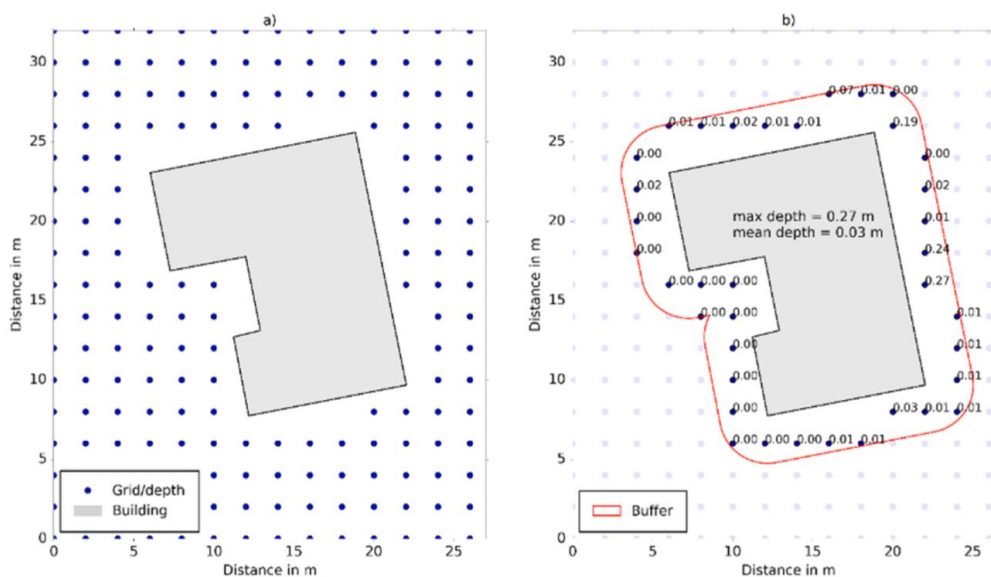 a)
Distance in m
30
25
20
15
10
5
0
0 5 10 15 20 25
Distance in m
Grid/depth
Building
b)
Distance in m
30
25
20
15
10
5
0
0.07 0.01 0.00
0.01 0.01 0.02 0.01 0.01 0.19
0.00 0.00
0.02 0.02
max depth = 0.27 m
0.00 0.01
mean depth = 0.03 m
0.00 0.24
0.00 0.00 0.00 0.27
0.00 0.00 0.01
0.00 0.01
0.00 0.01
0.00 0.03 0.01 0.01
0.00 0.00 0.00 0.01 0.01
Buffer
0 5 10 15 20 25
Distance in m